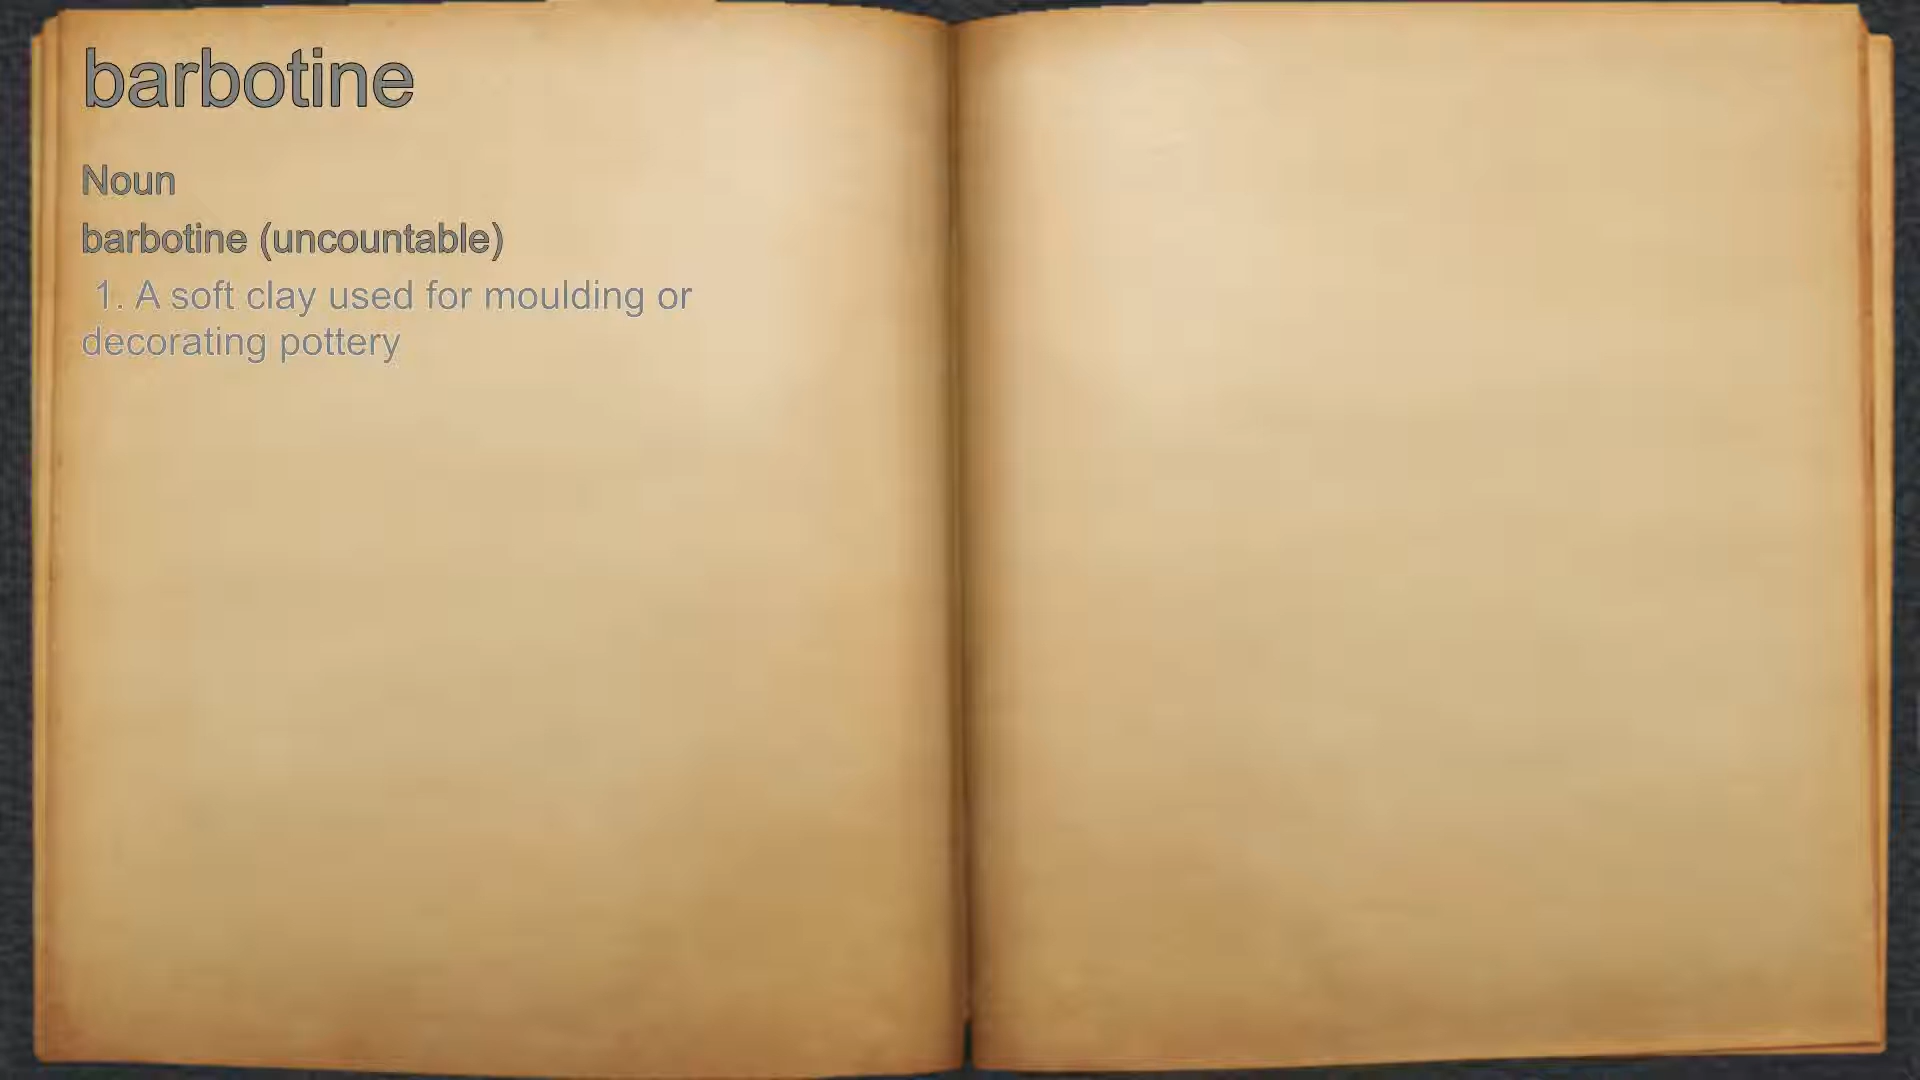 barbotine
Noun
barbotine (uncountable)
1. A soft clay used for moulding or
decorating pottery